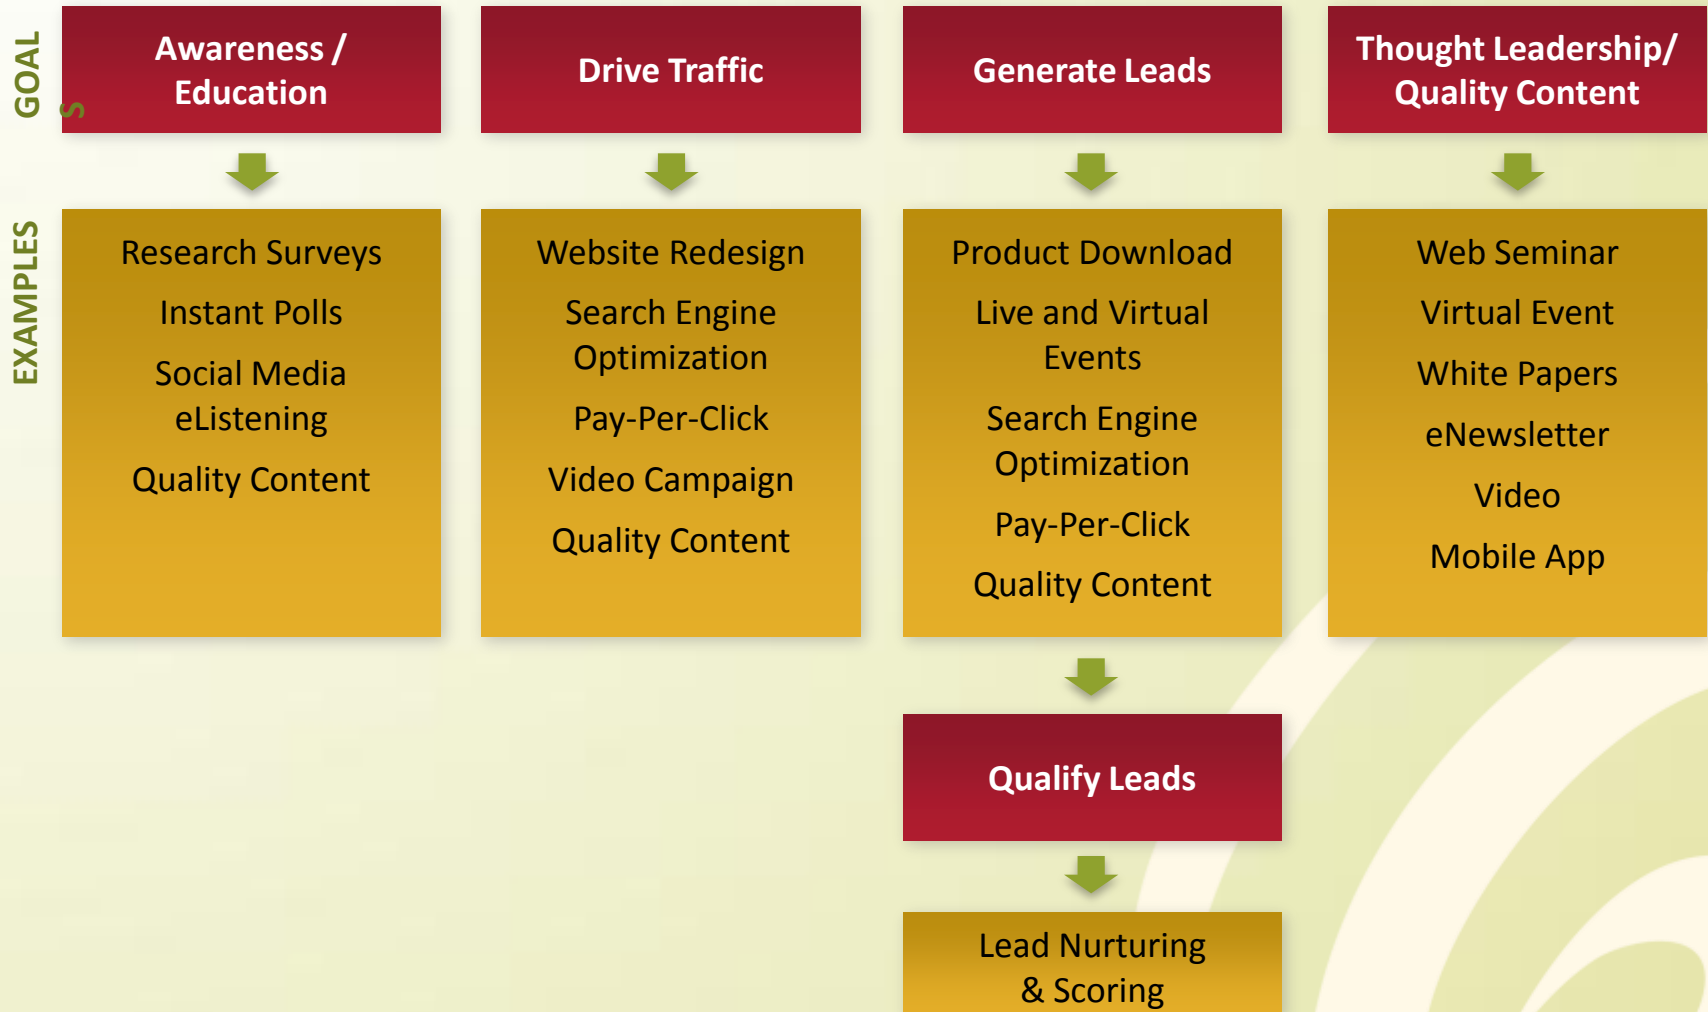 GOAL
S
Awareness /
Education
Drive Traffic
Generate Leads
Thought Leadership/
Quality Content
EXAMPLES
Research Surveys
Instant Polls
Social Media
eListening
Quality Content
Website Redesign
Search Engine
Optimization
Pay-Per-Click
Video Campaign
Quality Content
Product Download
Live and Virtual
Events
Search Engine
Optimization
Pay-Per-Click
Quality Content
Web Seminar
Virtual Event
White Papers
eNewsletter
Video
Mobile App
Qualify Leads
Lead Nurturing
& Scoring